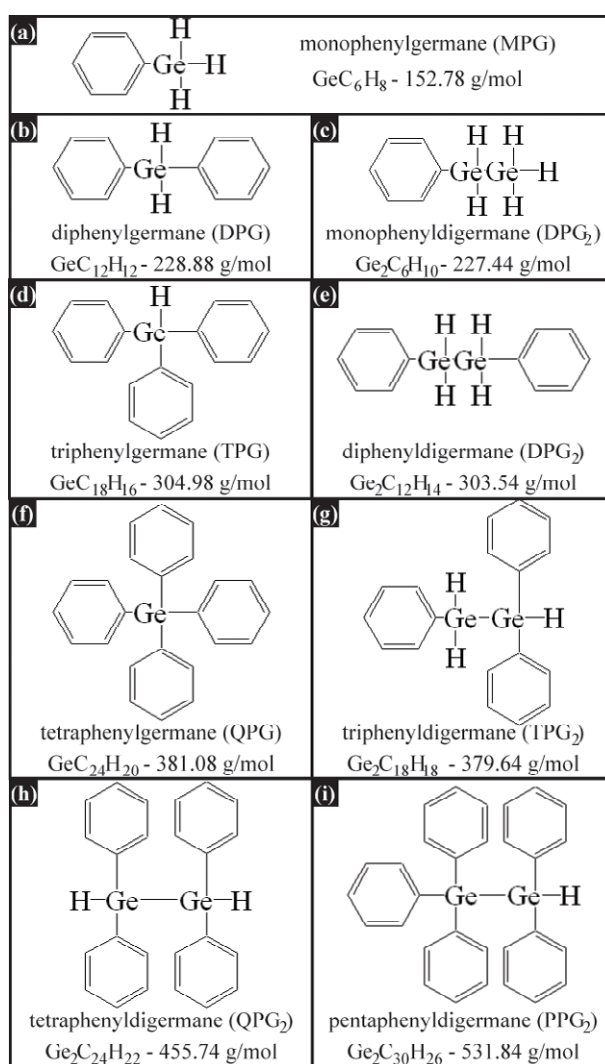 (a)
H
Ge H
H
monophenylgermane (MPG)
GeC₆H₈ - 152.78 g/mol
(b)
H
Ge
H
diphenylgermane (DPG)
GeC₁₂H₁₂ - 228.88 g/mol
(c)
H H
Ge Ge H
H H
monophenyldigermane (DPG₂)
Ge₂C₆H₁₀ - 227.44 g/mol
(d)
H
Ge
triphenylgermane (TPG)
GeC₁₈H₁₆ - 304.98 g/mol
(e)
H H
Ge Ge
H H
diphenyldigermane (DPG₂)
Ge₂C₁₂H₁₄ - 303.54 g/mol
(f)
Ge
tetraphenylgermane (QPG)
GeC₂₄H₂₀ - 381.08 g/mol
(g)
H
Ge Ge H
H
triphenyldigermane (TPG₂)
Ge₂C₁₈H₁₈ - 379.64 g/mol
(h)
H Ge Ge H
tetraphenyldigermane (QPG₂)
Ge₂C₂₄H₂₂ - 455.74 g/mol
(i)
Ge Ge H
pentaphenyldigermane (PPG₂)
Ge₂C₃₀H₂₆ - 531.84 g/mol